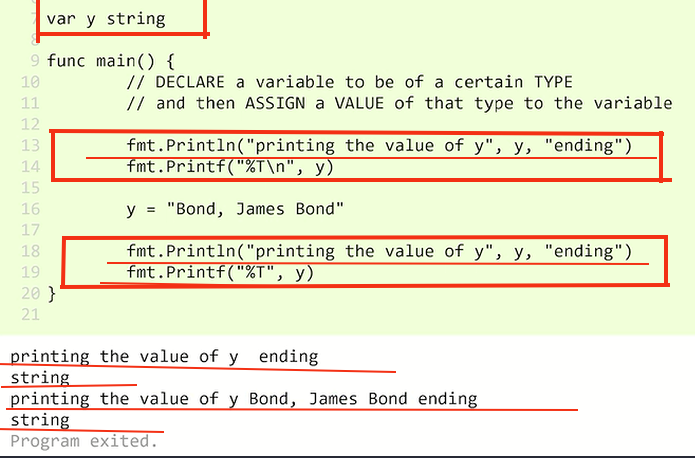 7 var y string
8
9 func main() {
10 // DECLARE a variable to be of a certain TYPE
11 // and then ASSIGN a VALUE of that type to the variable
12
13 fmt.Println("printing the value of y", y, "ending")
14 fmt.Printf("%T\n", y)
15
16 y = "Bond, James Bond"
17
18 fmt.Println("printing the value of y", y, "ending")
19 fmt.Printf("%T", y)
20 }
21
printing the value of y  ending
string
printing the value of y Bond, James Bond ending
string
Program exited.